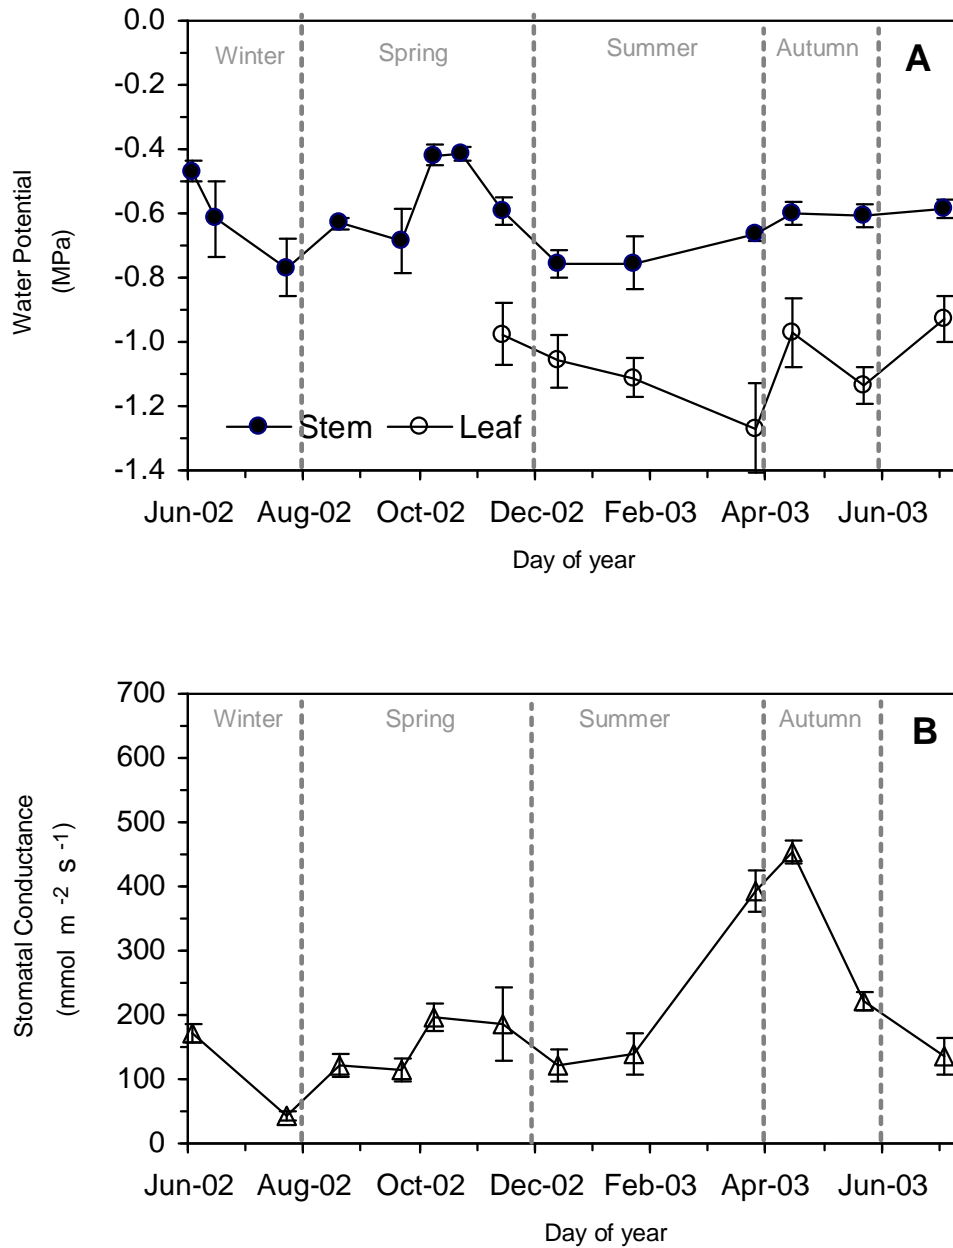 0.0
-0.2
-0.4
-0.6
-0.8
-1.0
-1.2
-1.4
Water Potential
(MPa)
Winter
Spring
Summer
Autumn
A
Stem
Leaf
Jun-02 Aug-02 Oct-02 Dec-02 Feb-03 Apr-03 Jun-03
Day of year
700
600
500
400
300
200
100
0
Stomatal Conductance
(mmol m -2 s -1)
Winter
Spring
Summer
Autumn
B
Jun-02 Aug-02 Oct-02 Dec-02 Feb-03 Apr-03 Jun-03
Day of year